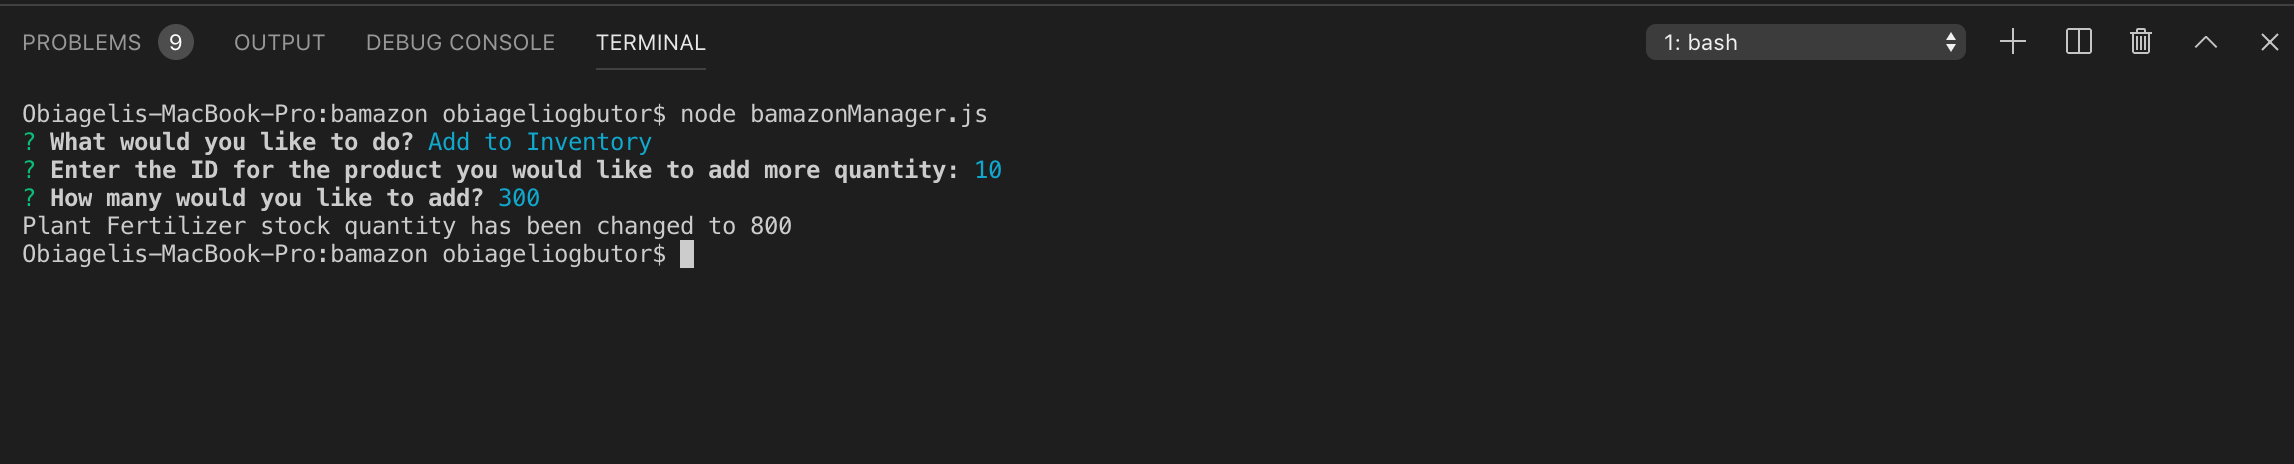 PROBLEMS 9 OUTPUT DEBUG CONSOLE TERMINAL 1: bash
Obiagelis-MacBook-Pro:bamazon obiageliogbutor$ node bamazonManager.js
? What would you like to do? Add to Inventory
? Enter the ID for the product you would like to add more quantity: 10
? How many would you like to add? 300
Plant Fertilizer stock quantity has been changed to 800
Obiagelis-MacBook-Pro:bamazon obiageliogbutor$